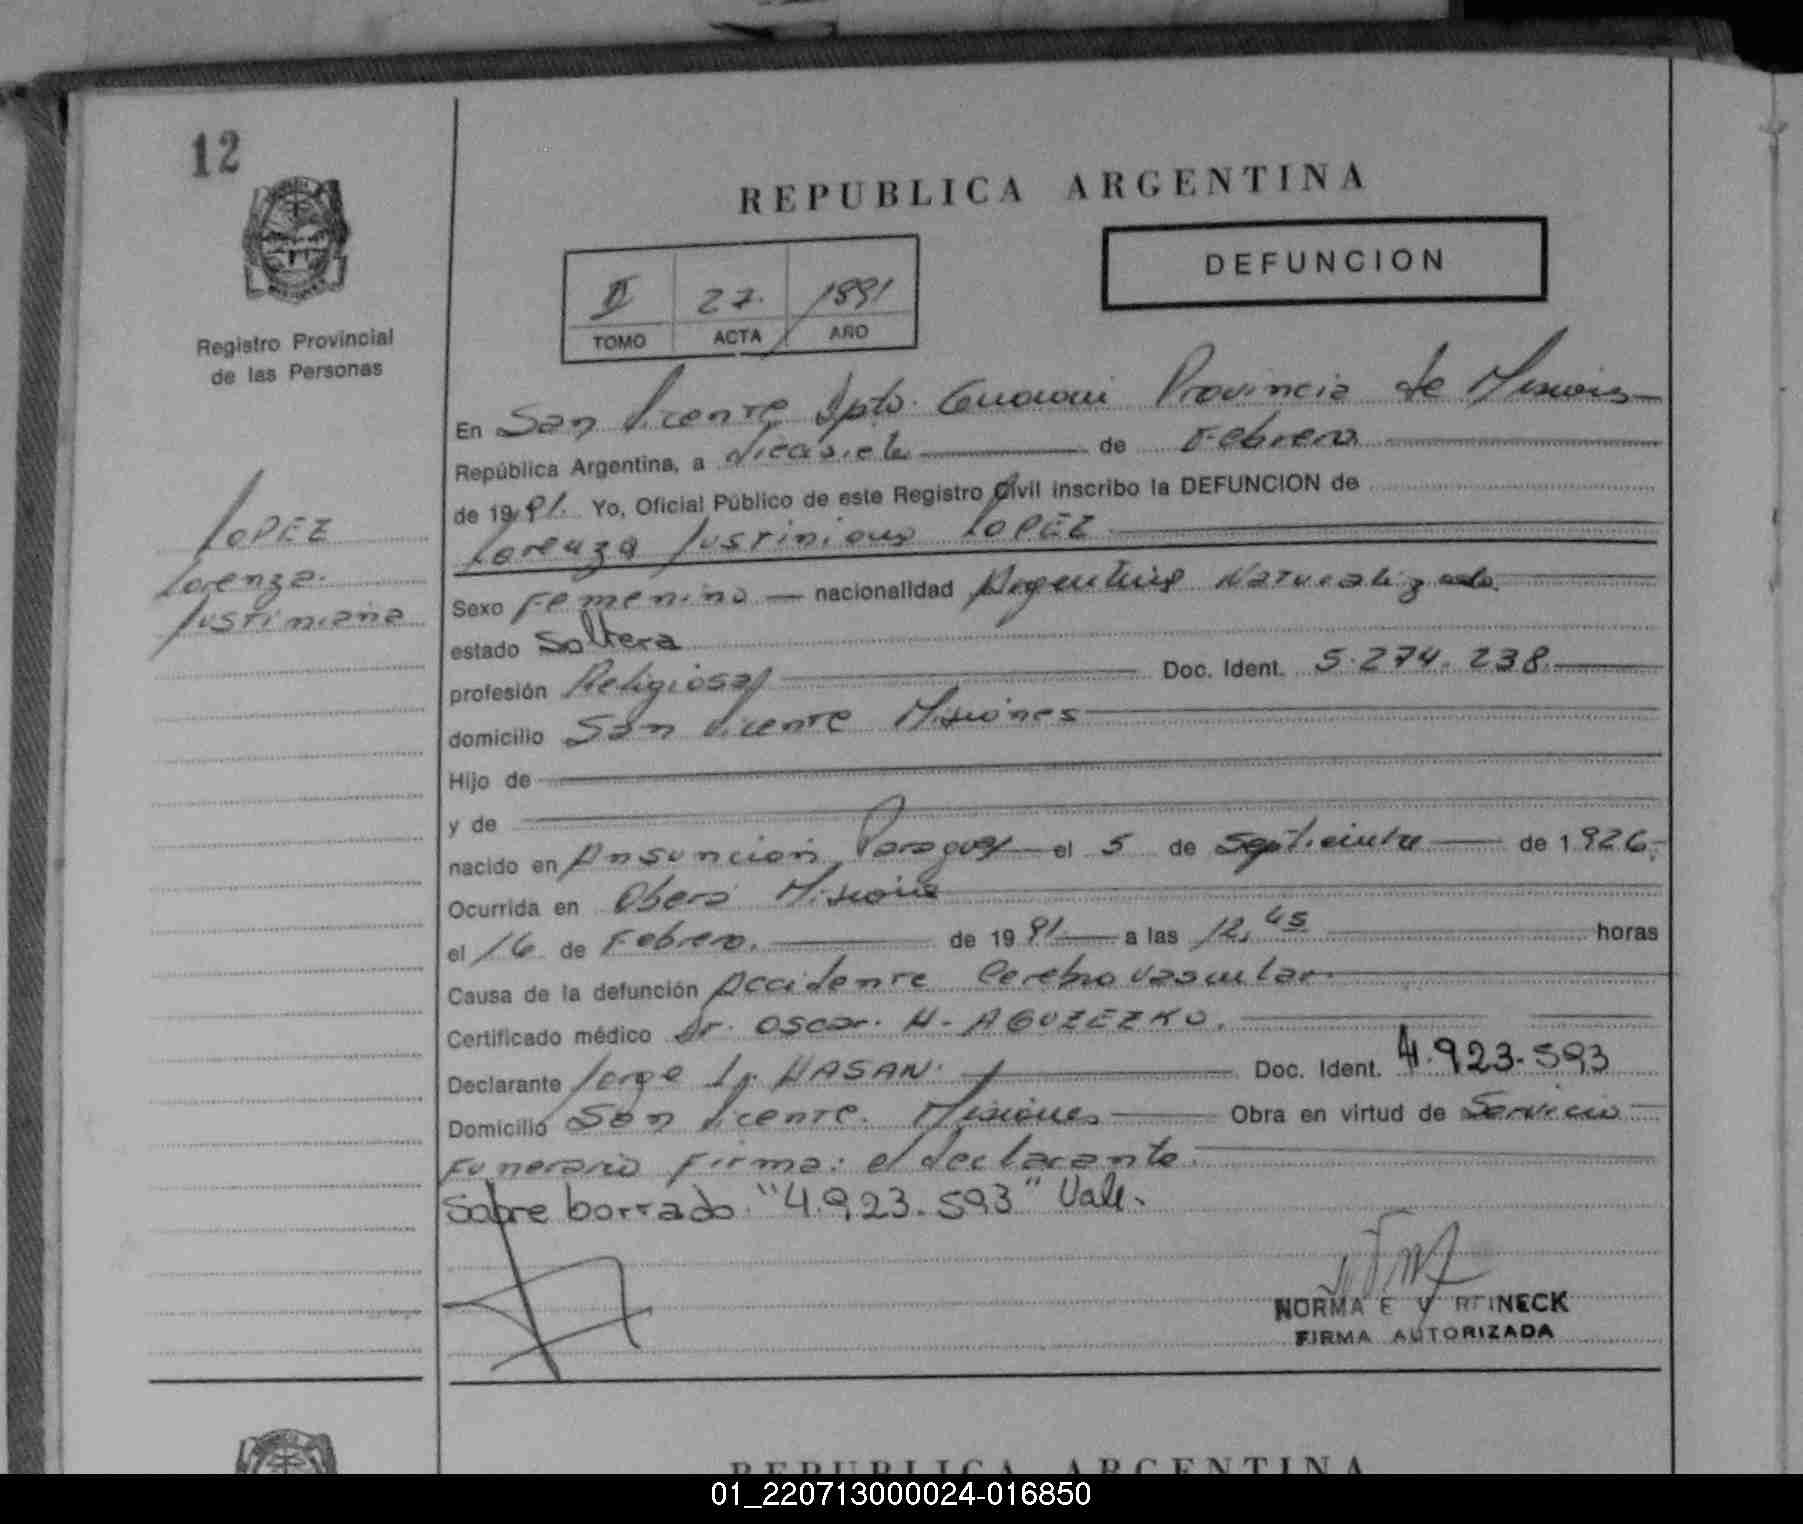 12
REPUBLICA ARGENTINA
DEFUNCION
II 27. 1991
TOMO ACTA AÑO
Registro Provincial
de las Personas
En San Vicente Dpto. Guarani Provincia de Misiones
República Argentina, a diecisiete de Febrero
de 1991. Yo, Oficial Público de este Registro Civil inscribo la DEFUNCION de
Lorenza Justiniana LOPEZ
LOPEZ
Lorenza.
Justiniana
Sexo Femenino nacionalidad Argentina Naturalizada.
estado Soltera
profesión Religiosa Doc. Ident. 5.274.238
domicilio San Vicente Misiones
Hijo de
y de
nacido en Ansuncion Paraguay el 5 de Septiembre de 1926.
Ocurrida en Oberá Misiones
el 16 de Febrero. de 1991 a las 12,45 horas
Causa de la defunción Accidente Cerebro vascular.
Certificado médico Dr. Oscar. H. AGUZEZKO.
Declarante Jorge L. HASAN. Doc. Ident. 4.923.593
Domicilio San Vicente. Misiones Obra en virtud de Servicio
Funerario Firma: el declarante.
Sobre borrado "4.923.593" Vale.
NORMA E V REINECK
FIRMA AUTORIZADA
REPUBLICA ARGENTINA
01_220713000024-016850